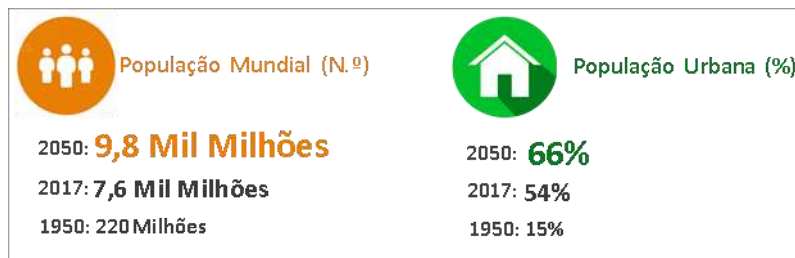 População Mundial (N.º)
2050: 9,8 Mil Milhões
2017: 7,6 Mil Milhões
1950: 220 Milhões
População Urbana (%)
2050: 66%
2017: 54%
1950: 15%